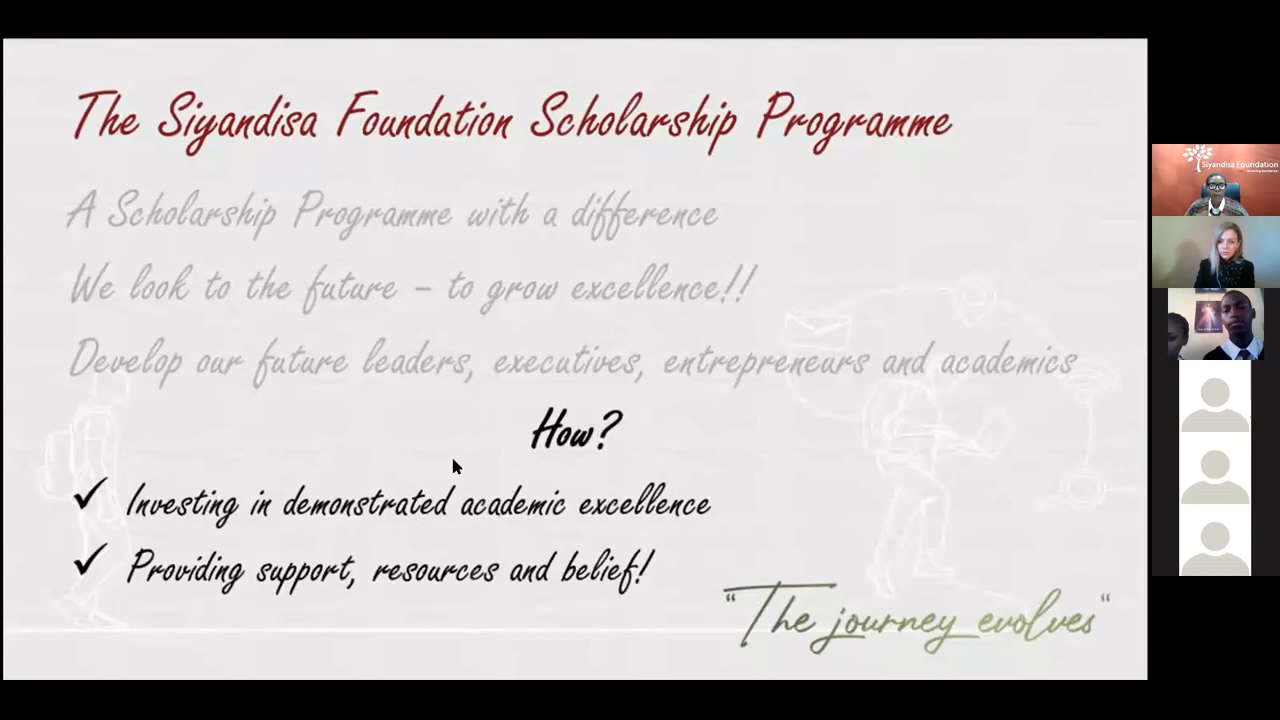 The Siyandisa Foundation Scholarship Programme
A Scholarship Programme with a difference
We look to the future – to grow excellence!!
Develop our future leaders, executives, entrepreneurs and academics
How?
✓ Investing in demonstrated academic excellence
✓ Providing support, resources and belief!
"The journey evolves"
Siyandisa Foundation